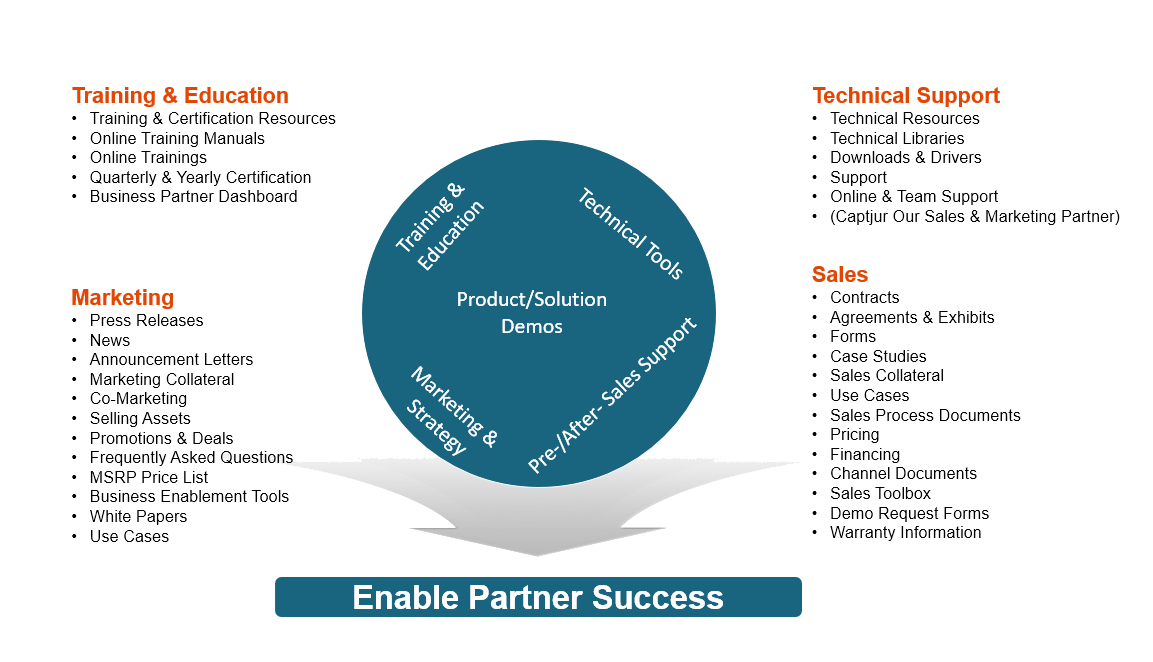 Training & Education
• Training & Certification Resources
• Online Training Manuals
• Online Trainings
• Quarterly & Yearly Certification
• Business Partner Dashboard
Marketing
• Press Releases
• News
• Announcement Letters
• Marketing Collateral
• Co-Marketing
• Selling Assets
• Promotions & Deals
• Frequently Asked Questions
• MSRP Price List
• Business Enablement Tools
• White Papers
• Use Cases
Training &
Education
Technical Tools
Product/Solution
Demos
Marketing &
Strategy
Pre-/After- Sales Support
Technical Support
• Technical Resources
• Technical Libraries
• Downloads & Drivers
• Support
• Online & Team Support
• (Captjur Our Sales & Marketing Partner)
Sales
• Contracts
• Agreements & Exhibits
• Forms
• Case Studies
• Sales Collateral
• Use Cases
• Sales Process Documents
• Pricing
• Financing
• Channel Documents
• Sales Toolbox
• Demo Request Forms
• Warranty Information
Enable Partner Success